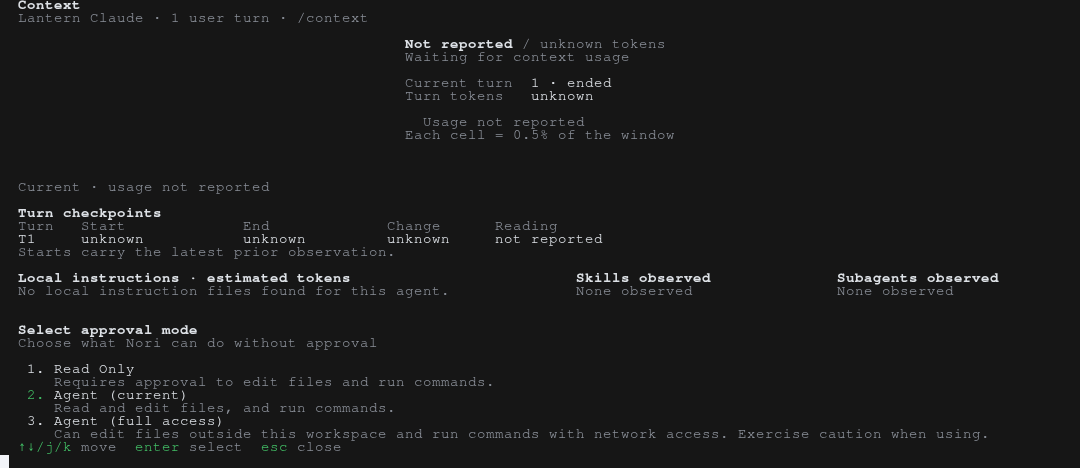 Context
Lantern Claude · 1 user turn · /context
Not reported / unknown tokens
Waiting for context usage
Current turn  1 · ended
Turn tokens   unknown
Usage not reported
Each cell = 0.5% of the window
Current · usage not reported
Turn checkpoints
Turn   Start             End             Change      Reading
T1     unknown           unknown         unknown     not reported
Starts carry the latest prior observation.
Local instructions · estimated tokens   Skills observed   Subagents observed
No local instruction files found for this agent.   None observed   None observed
Select approval mode
Choose what Nori can do without approval
1. Read Only
Requires approval to edit files and run commands.
2. Agent (current)
Read and edit files, and run commands.
3. Agent (full access)
Can edit files outside this workspace and run commands with network access. Exercise caution when using.
↑↓/j/k move  enter select  esc close